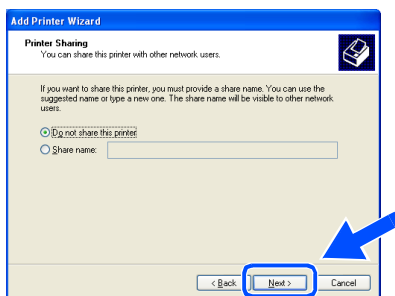 Add Printer Wizard
Printer Sharing
You can share this printer with other network users.
If you want to share this printer, you must provide a share name. You can use the
suggested name or type a new one. The share name will be visible to other network
users.
Do not share this printer
Share name:
< Back
Next >
Cancel